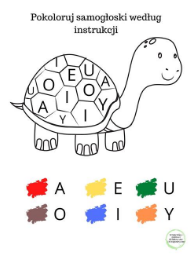 Pokoloruj samogłoski według
instrukcji
I E U
U O A
O I
A Y I
A E U
O I Y